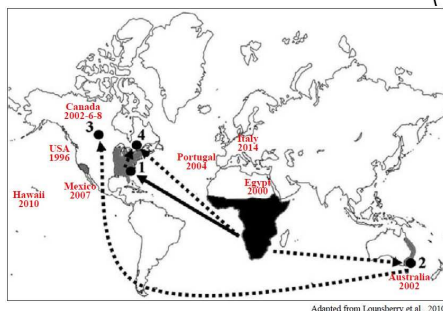 Canada
2002-6-8
3
4
USA
1996
1
Italy
2014
Portugal
2004
Egypt
2000
Hawaii
2010
Mexico
2007
2
Australia
2002
Adapted from Lounsberry et al., 2010